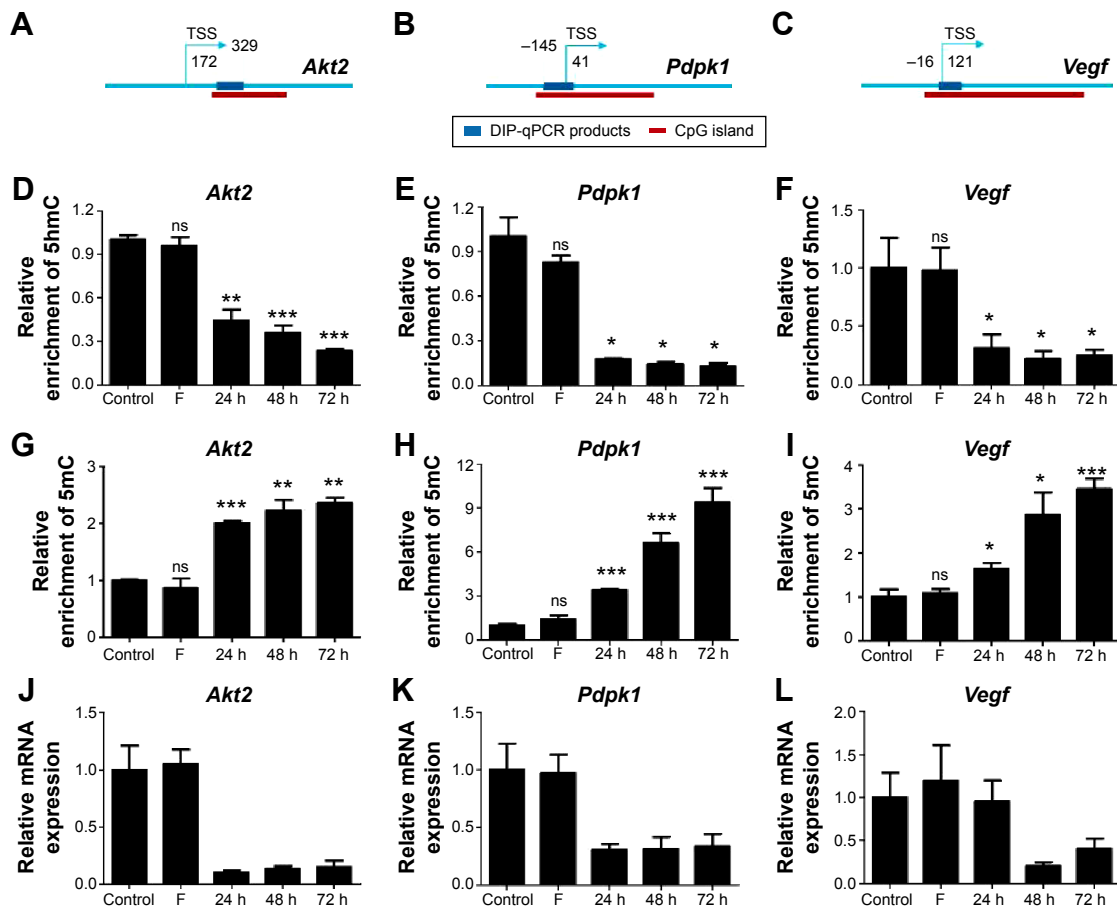 A
TSS
329
172
Akt2
B
TSS
–145
41
Pdpk1
C
TSS
–16
121
Vegf
DIP-qPCR products
CpG island
D
Akt2
Relative
enrichment of 5hmC
1.2
0.9
0.6
0.3
0.0
ns
**
***
***
Control F 24 h 48 h 72 h
E
Pdpk1
Relative
enrichment of 5hmC
1.2
0.9
0.6
0.3
0.0
ns
*
*
*
Control F 24 h 48 h 72 h
F
Vegf
Relative
enrichment of 5hmC
1.5
1.0
0.5
0.0
ns
*
*
*
Control F 24 h 48 h 72 h
G
Akt2
Relative
enrichment of 5mC
3
2
1
0
ns
***
**
**
Control F 24 h 48 h 72 h
H
Pdpk1
Relative
enrichment of 5mC
12
9
6
3
0
ns
***
***
***
Control F 24 h 48 h 72 h
I
Vegf
Relative
enrichment of 5mC
4
3
2
1
0
ns
*
*
***
Control F 24 h 48 h 72 h
J
Akt2
Relative mRNA
expression
1.5
1.0
0.5
0.0
Control F 24 h 48 h 72 h
K
Pdpk1
Relative mRNA
expression
1.5
1.0
0.5
0.0
Control F 24 h 48 h 72 h
L
Vegf
Relative mRNA
expression
2.0
1.5
1.0
0.5
0.0
Control F 24 h 48 h 72 h